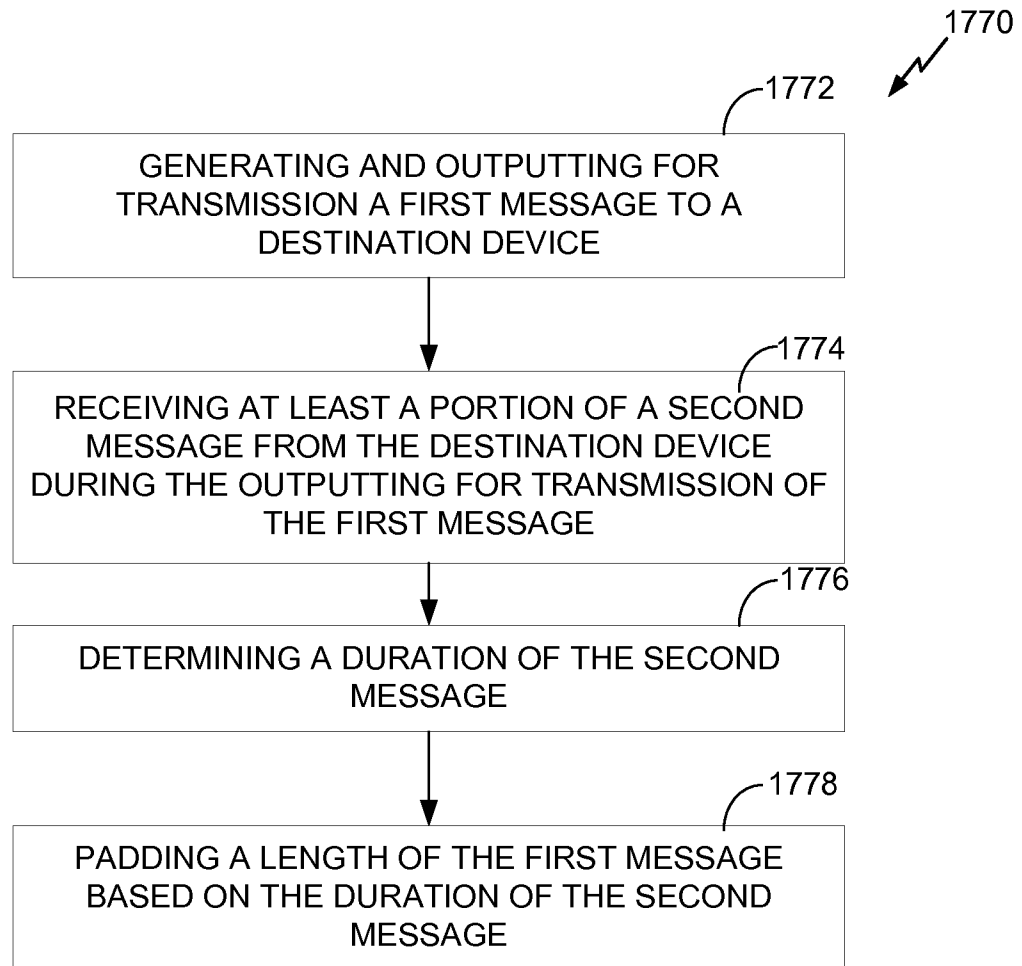 1770
1772
GENERATING AND OUTPUTTING FOR
TRANSMISSION A FIRST MESSAGE TO A
DESTINATION DEVICE
1774
RECEIVING AT LEAST A PORTION OF A SECOND
MESSAGE FROM THE DESTINATION DEVICE
DURING THE OUTPUTTING FOR TRANSMISSION OF
THE FIRST MESSAGE
1776
DETERMINING A DURATION OF THE SECOND
MESSAGE
1778
PADDING A LENGTH OF THE FIRST MESSAGE
BASED ON THE DURATION OF THE SECOND
MESSAGE